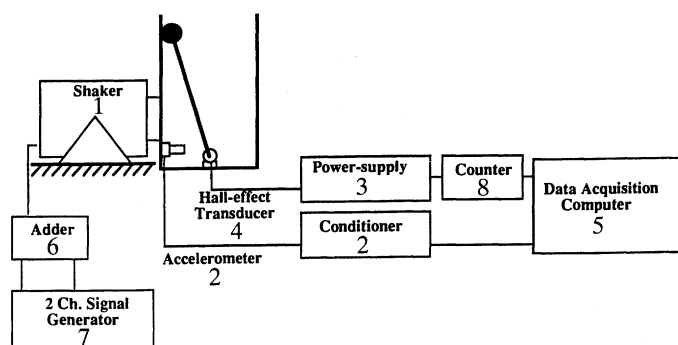 Shaker
1
Power-supply
3
Counter
8
Data Acquisition
Computer
5
Hall-effect
Transducer
4
Conditioner
2
Accelerometer
2
Adder
6
2 Ch. Signal
Generator
7